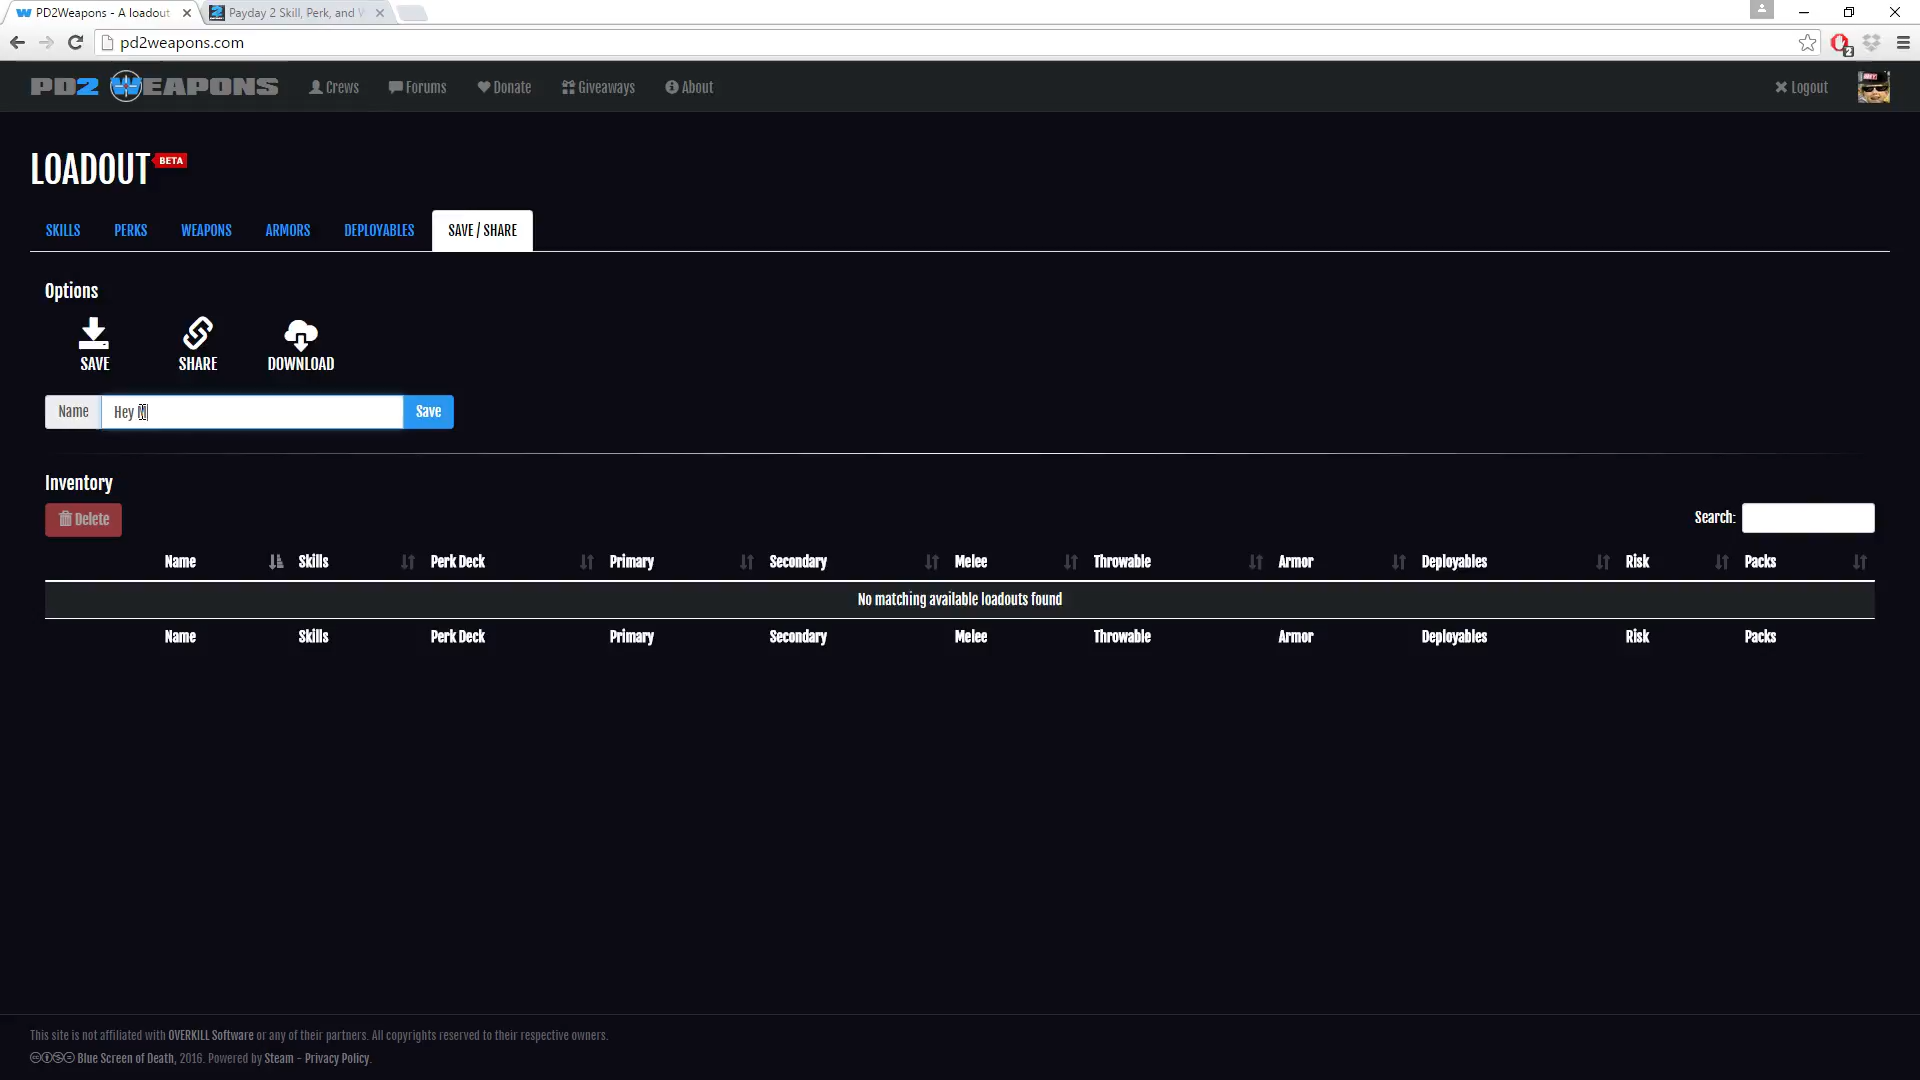 PD2Weapons - A loadout
Payday 2 Skill, Perk, and W
pd2weapons.com
2
PD2 WEAPONS
Crews
Forums
Donate
Giveaways
About
Logout
LOADOUT BETA
SKILLS
PERKS
WEAPONS
ARMORS
DEPLOYABLES
SAVE / SHARE
Options
SAVE
SHARE
DOWNLOAD
Name
Hey
Save
Inventory
Delete
Search:
Name Skills Perk Deck Primary Secondary Melee Throwable Armor Deployables Risk Packs
No matching available loadouts found
Name Skills Perk Deck Primary Secondary Melee Throwable Armor Deployables Risk Packs
This site is not affiliated with OVERKILL Software or any of their partners. All copyrights reserved to their respective owners.
Blue Screen of Death, 2016. Powered by Steam - Privacy Policy.